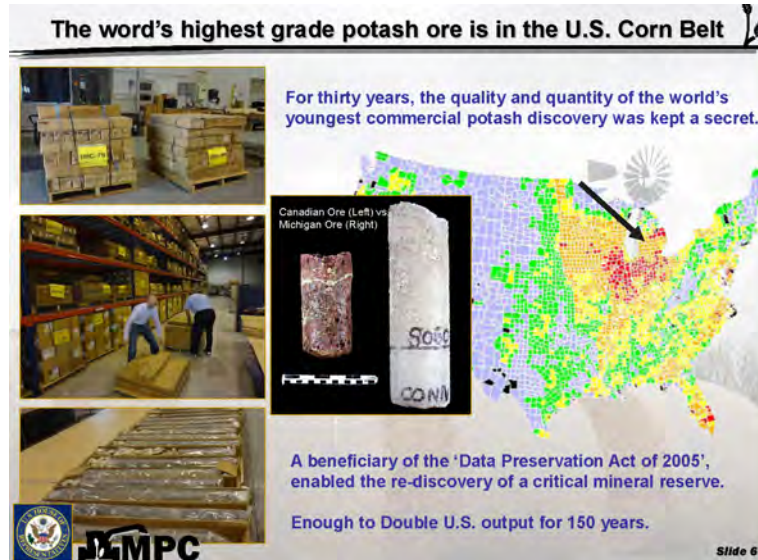 The word's highest grade potash ore is in the U.S. Corn Belt
For thirty years, the quality and quantity of the world's
youngest commercial potash discovery was kept a secret.
Canadian Ore (Left) vs
Michigan Ore (Right)
CONN
A beneficiary of the 'Data Preservation Act of 2005',
enabled the re-discovery of a critical mineral reserve.
Enough to Double U.S. output for 150 years.
MPC
Slide 6